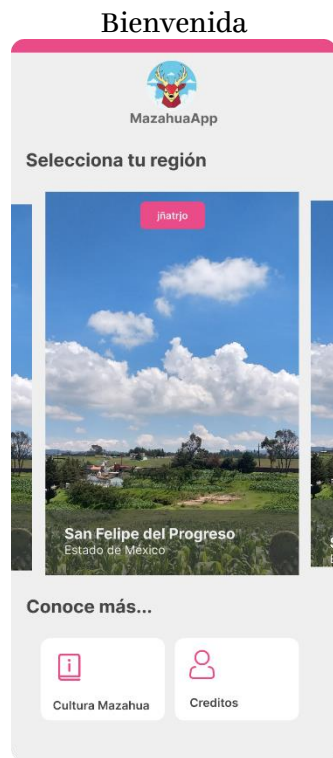 Bienvenida
MazahuaApp
Selecciona tu región
jñatrjo
San Felipe del Progreso
Estado de México
Conoce más...
Cultura Mazahua
Creditos